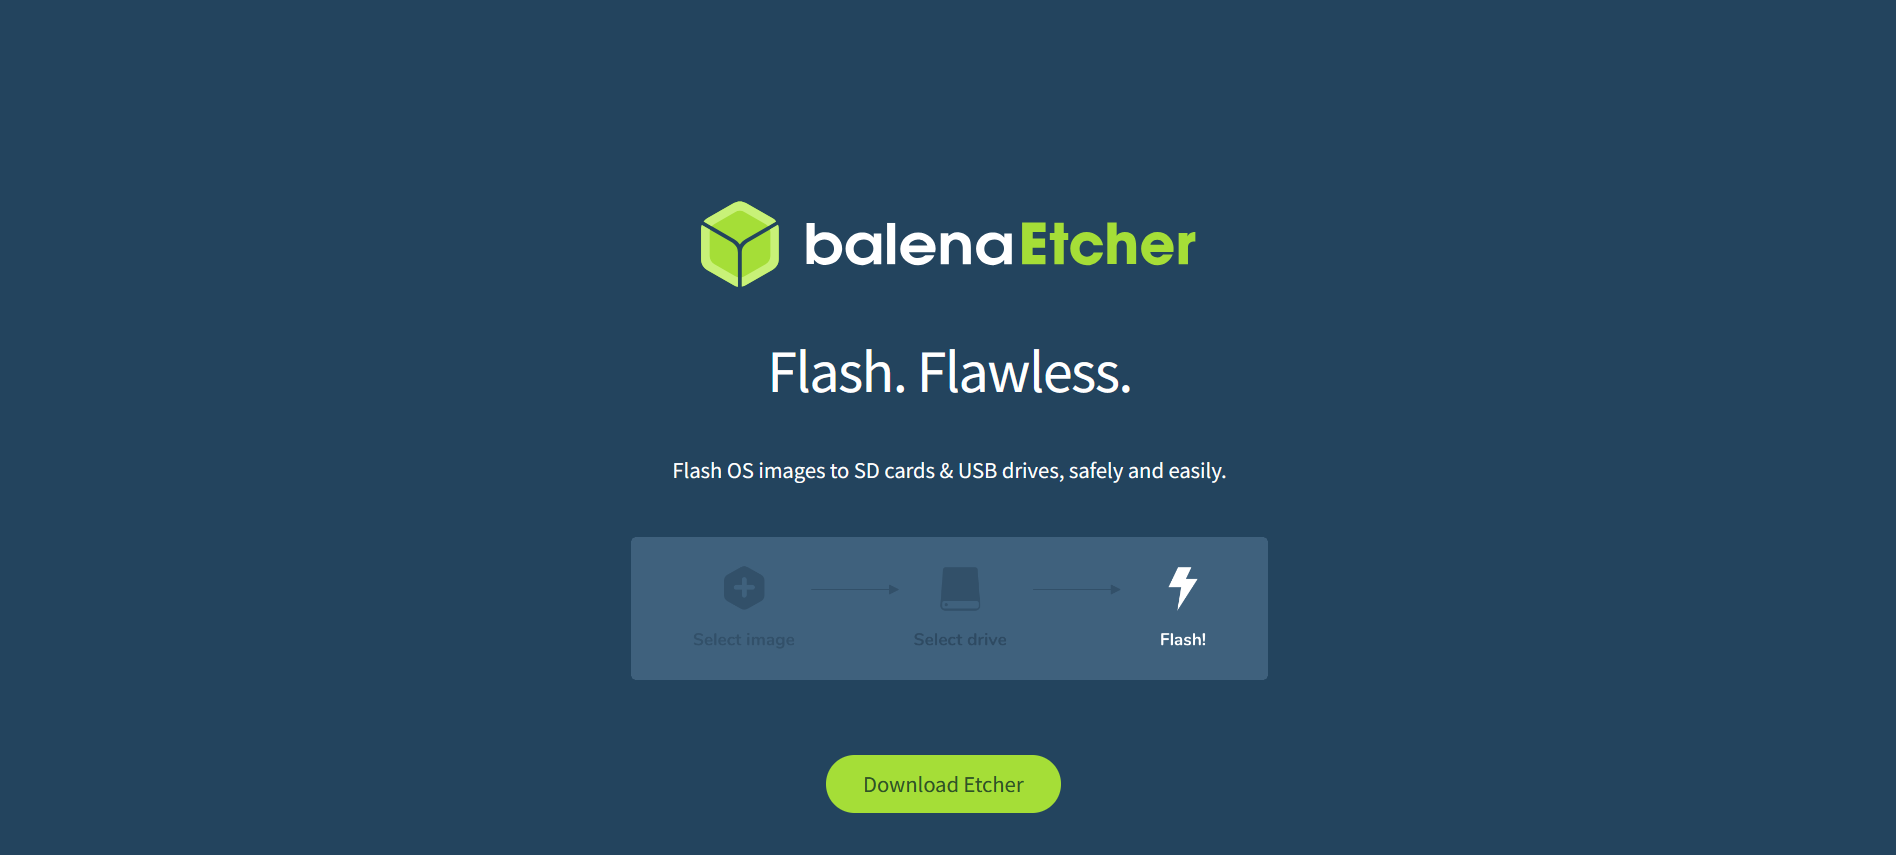 balenaEtcher
Flash. Flawless.
Flash OS images to SD cards & USB drives, safely and easily.
Select image
Select drive
Flash!
Download Etcher